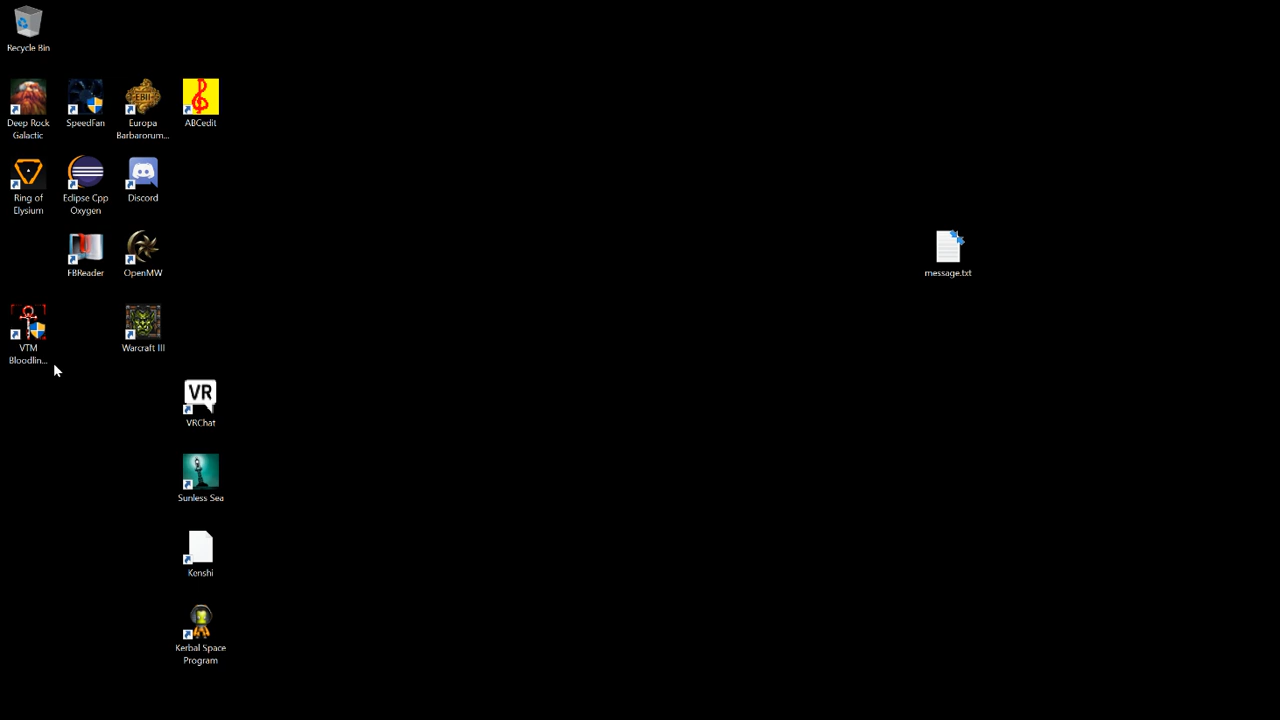 Recycle Bin
Deep Rock
Galactic
SpeedFan
Europa
Barbarorum...
EBII
ABCedit
Ring of
Elysium
Eclipse Cpp
Oxygen
Discord
FBReader
OpenMW
message.txt
VTM
Bloodlin...
Warcraft III
VR
VRChat
Sunless Sea
Kenshi
Kerbal Space
Program